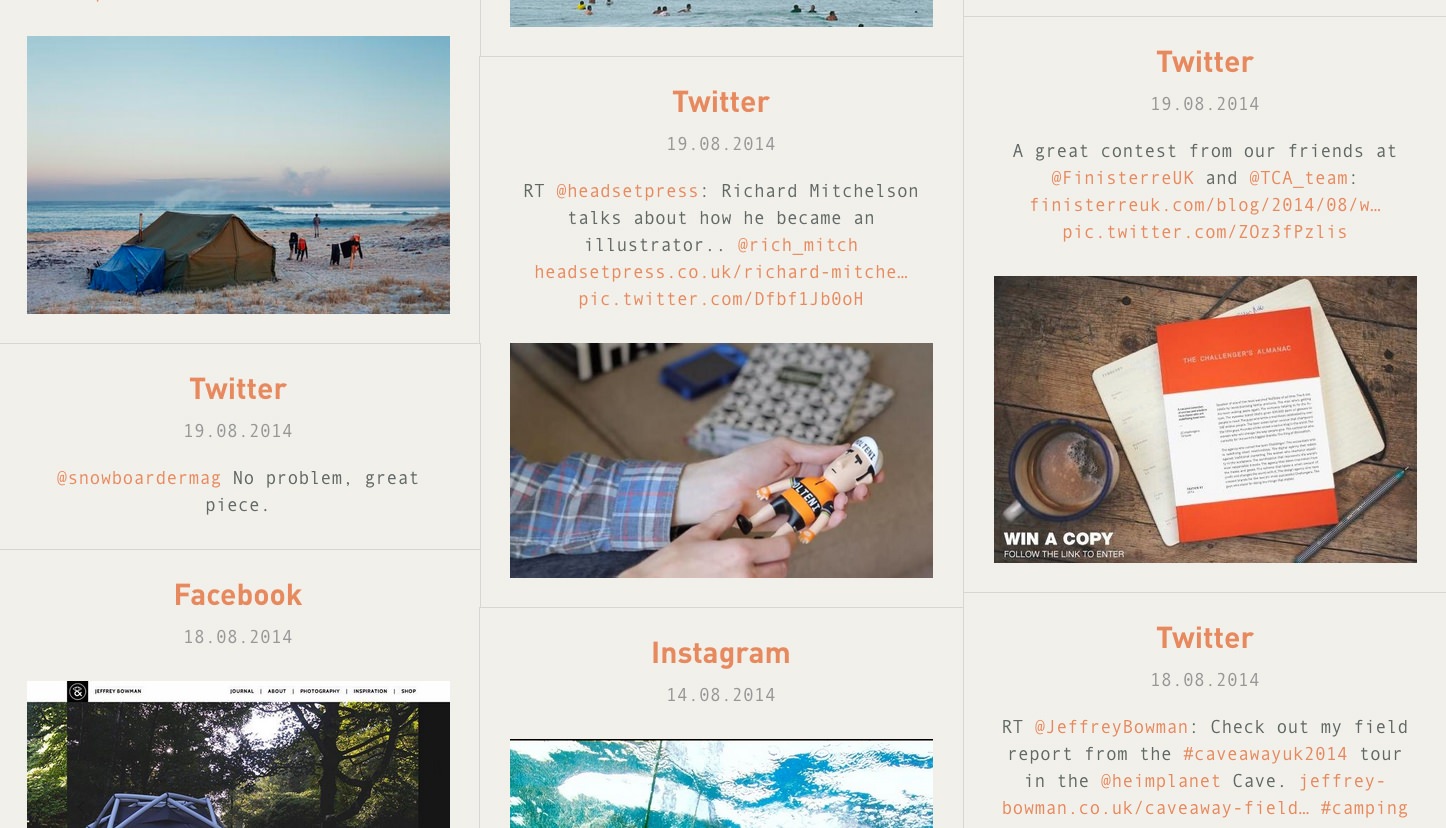 Twitter
19.08.2014
@snowboardermag No problem, great
piece.
Facebook
18.08.2014
JEFFREY BOWMAN
JOURNAL | ABOUT | PHOTOGRAPHY | INSPIRATION | SHOP
Twitter
19.08.2014
RT @headsetpress: Richard Mitchelson
talks about how he became an
illustrator.. @rich_mitch
headsetpress.co.uk/richard-mitche…
pic.twitter.com/Dfbf1Jb0oH
Instagram
14.08.2014
Twitter
19.08.2014
A great contest from our friends at
@FinisterreUK and @TCA_team:
finisterreuk.com/blog/2014/08/w…
pic.twitter.com/ZOz3fPzlis
THE CHALLENGER'S ALMANAC
WIN A COPY
FOLLOW THE LINK TO ENTER
Twitter
18.08.2014
RT @JeffreyBowman: Check out my field
report from the #caveawayuk2014 tour
in the @heimplanet Cave. jeffrey-
bowman.co.uk/caveaway-field… #camping